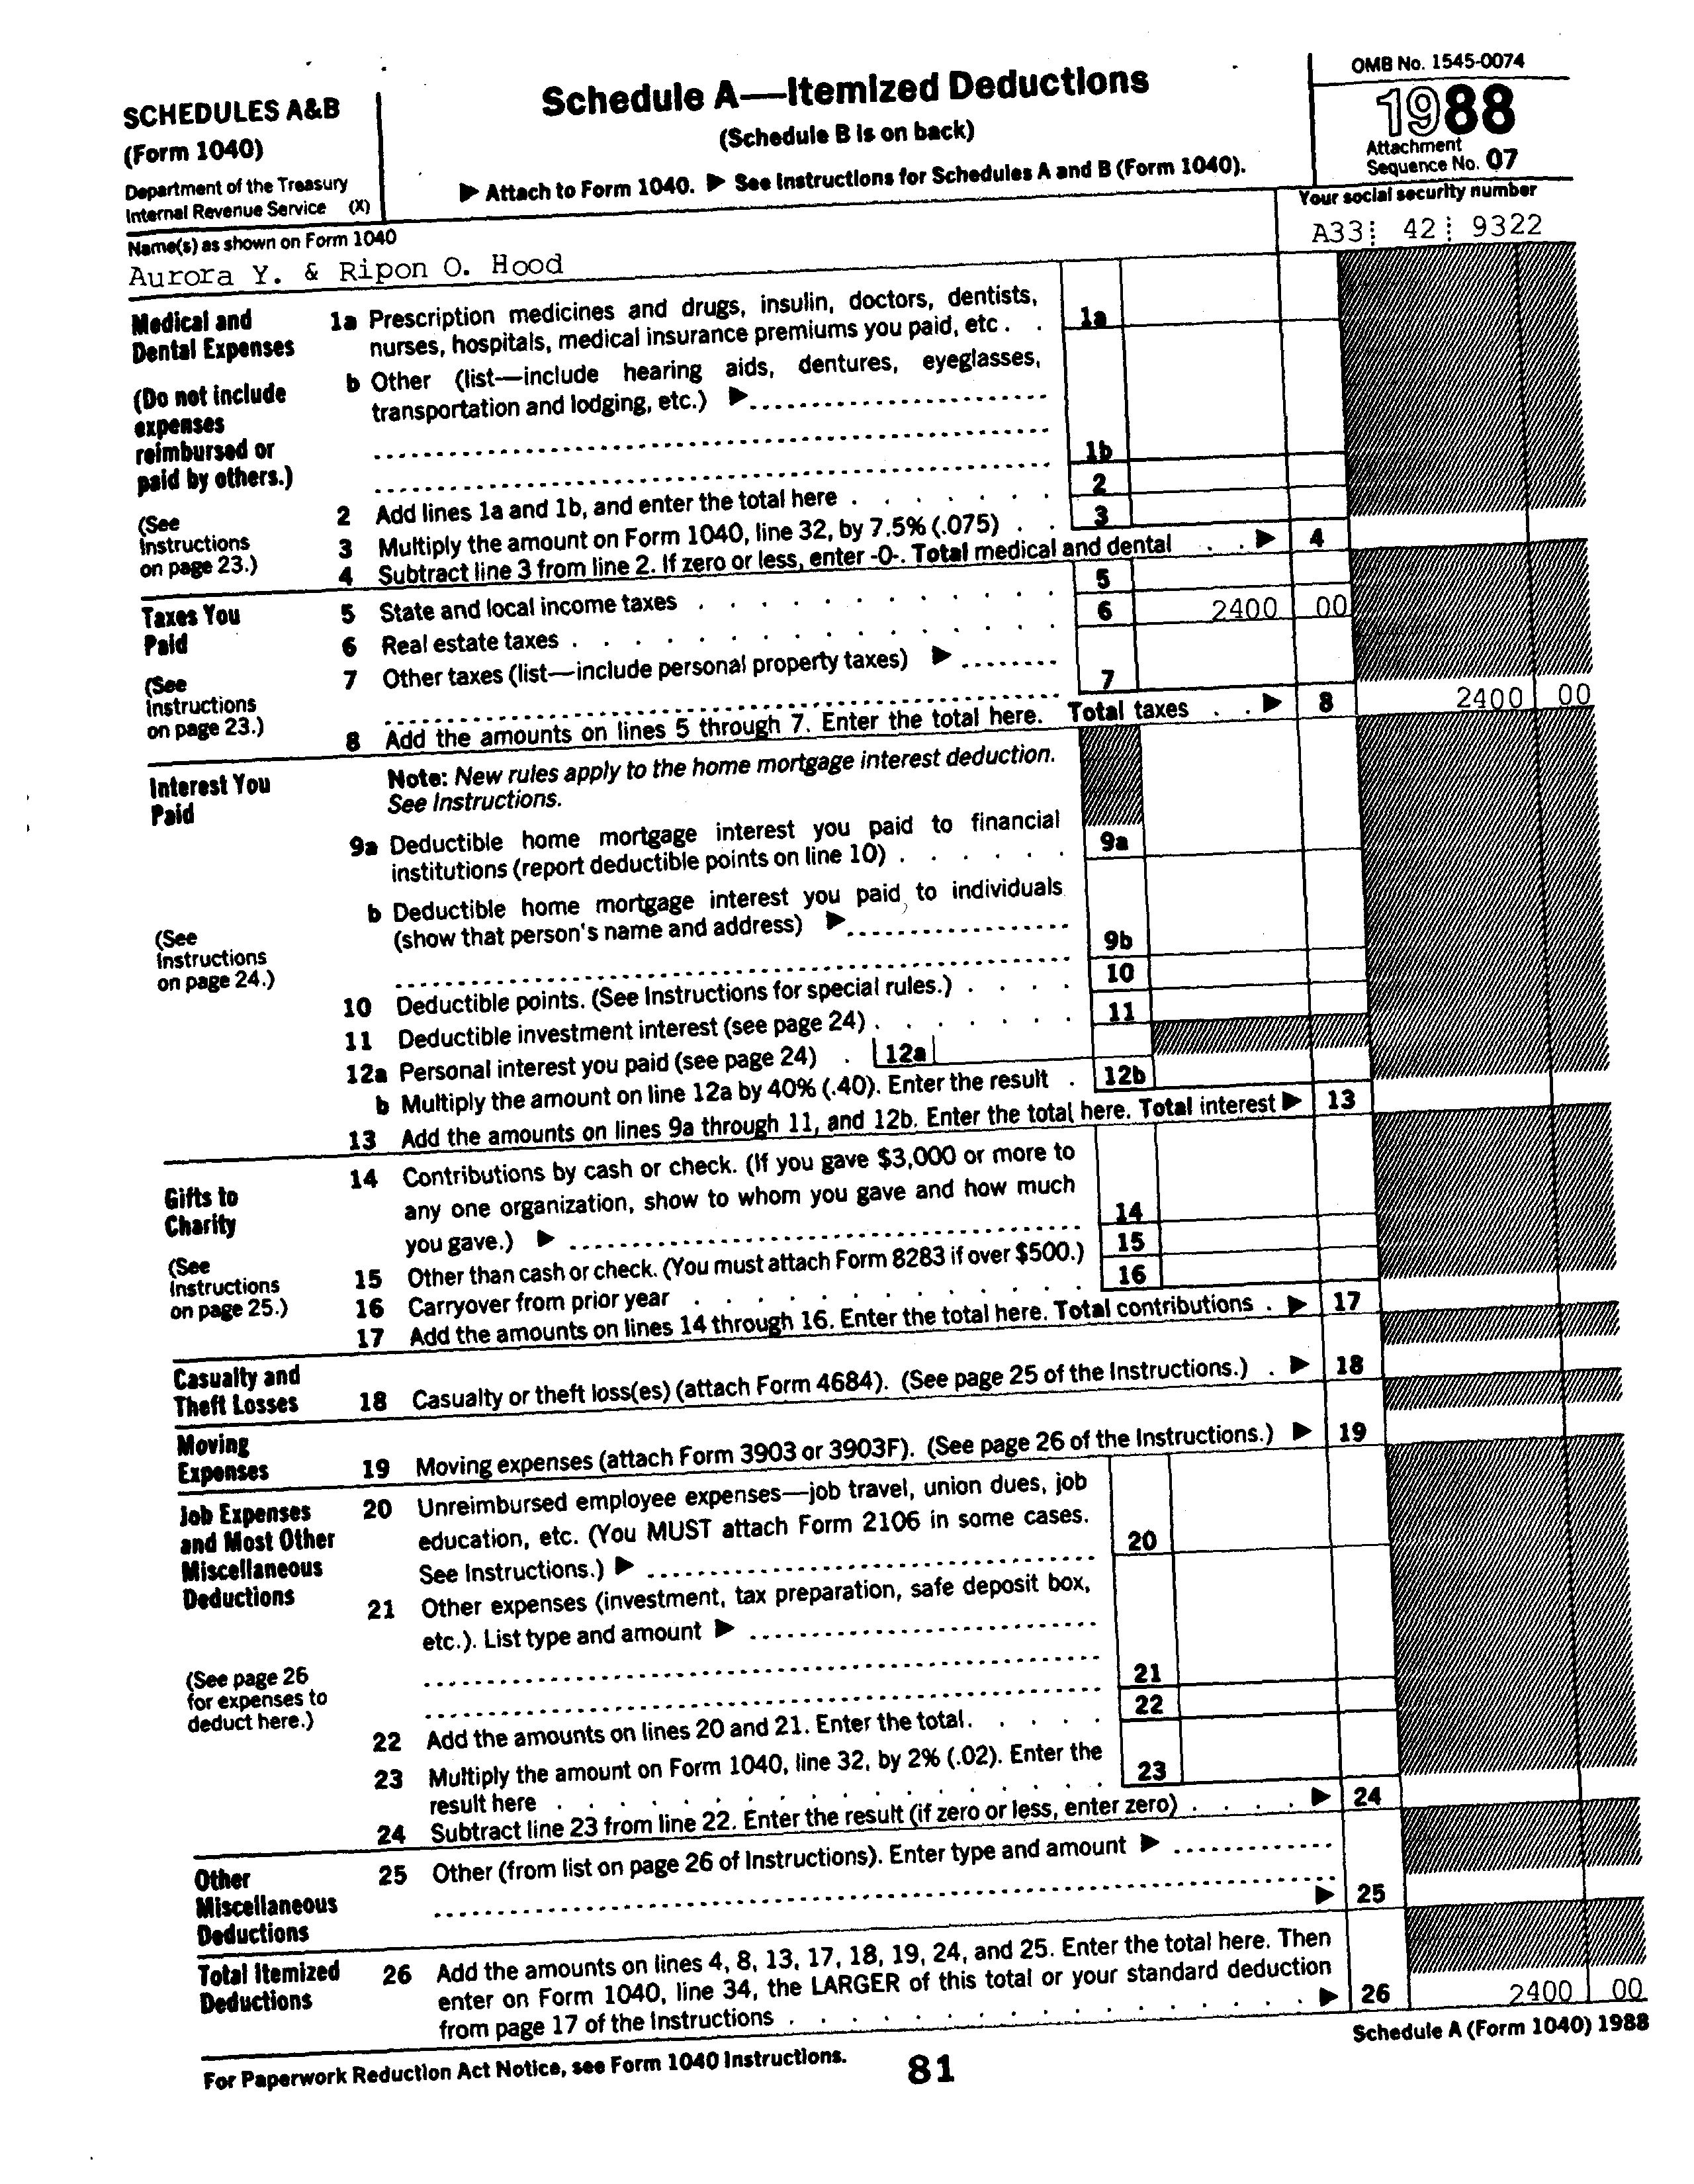 SCHEDULES A&B
(Form 1040)
Department of the Treasury
Internal Revenue Service (X)
Schedule A—Itemized Deductions
(Schedule B is on back)
▶ Attach to Form 1040. ▶ See Instructions for Schedules A and B (Form 1040).
OMB No. 1545-0074
1988
Attachment
Sequence No. 07
Name(s) as shown on Form 1040
Aurora Y. & Ripon O. Hood
Your social security number
A33 42 9322
Medical and
Dental Expenses
(Do not include
expenses
reimbursed or
paid by others.)
(See
Instructions
on page 23.)
1a Prescription medicines and drugs, insulin, doctors, dentists,
nurses, hospitals, medical insurance premiums you paid, etc . . 1a
b Other (list—include hearing aids, dentures, eyeglasses,
transportation and lodging, etc.) ▶
1b
2 Add lines 1a and 1b, and enter the total here . . . . . . . 2
3 Multiply the amount on Form 1040, line 32, by 7.5% (.075) . . 3
4 Subtract line 3 from line 2. If zero or less, enter -0-. Total medical and dental . . ▶ 4
Taxes You
Paid
(See
Instructions
on page 23.)
5 State and local income taxes . . . . . . . . . . . . 5
6 Real estate taxes . . . . . . . . . . . . . . . 6 2400 00
7 Other taxes (list—include personal property taxes) ▶
7
8 Add the amounts on lines 5 through 7. Enter the total here. Total taxes . . ▶ 8 2400 00
Interest You
Paid
(See
Instructions
on page 24.)
Note: New rules apply to the home mortgage interest deduction.
See Instructions.
9a Deductible home mortgage interest you paid to financial
institutions (report deductible points on line 10) . . . . . . 9a
b Deductible home mortgage interest you paid to individuals
(show that person's name and address) ▶
9b
10 Deductible points. (See Instructions for special rules.) . . . . 10
11 Deductible investment interest (see page 24) . . . . . . . 11
12a Personal interest you paid (see page 24) . 12a
b Multiply the amount on line 12a by 40% (.40). Enter the result . 12b
13 Add the amounts on lines 9a through 11, and 12b. Enter the total here. Total interest ▶ 13
Gifts to
Charity
(See
Instructions
on page 25.)
14 Contributions by cash or check. (If you gave $3,000 or more to
any one organization, show to whom you gave and how much
you gave.) ▶ 14
15 Other than cash or check. (You must attach Form 8283 if over $500.) 15
16 Carryover from prior year . . . . . . . . . . . . . 16
17 Add the amounts on lines 14 through 16. Enter the total here. Total contributions . ▶ 17
Casualty and
Theft Losses
18 Casualty or theft loss(es) (attach Form 4684). (See page 25 of the Instructions.) . ▶ 18
Moving
Expenses
19 Moving expenses (attach Form 3903 or 3903F). (See page 26 of the Instructions.) ▶ 19
Job Expenses
and Most Other
Miscellaneous
Deductions
(See page 26
for expenses to
deduct here.)
20 Unreimbursed employee expenses—job travel, union dues, job
education, etc. (You MUST attach Form 2106 in some cases.
See Instructions.) ▶ 20
21 Other expenses (investment, tax preparation, safe deposit box,
etc.). List type and amount ▶
21
22 Add the amounts on lines 20 and 21. Enter the total. . . . . 22
23 Multiply the amount on Form 1040, line 32, by 2% (.02). Enter the
result here . . . . . . . . . . . . . . . . . . 23
24 Subtract line 23 from line 22. Enter the result (if zero or less, enter zero) . . . . ▶ 24
Other
Miscellaneous
Deductions
25 Other (from list on page 26 of Instructions). Enter type and amount ▶
▶ 25
Total Itemized
Deductions
26 Add the amounts on lines 4, 8, 13, 17, 18, 19, 24, and 25. Enter the total here. Then
enter on Form 1040, line 34, the LARGER of this total or your standard deduction
from page 17 of the Instructions . . . . . . . . . . . . . ▶ 26 2400 00
For Paperwork Reduction Act Notice, see Form 1040 Instructions.
81
Schedule A (Form 1040) 1988